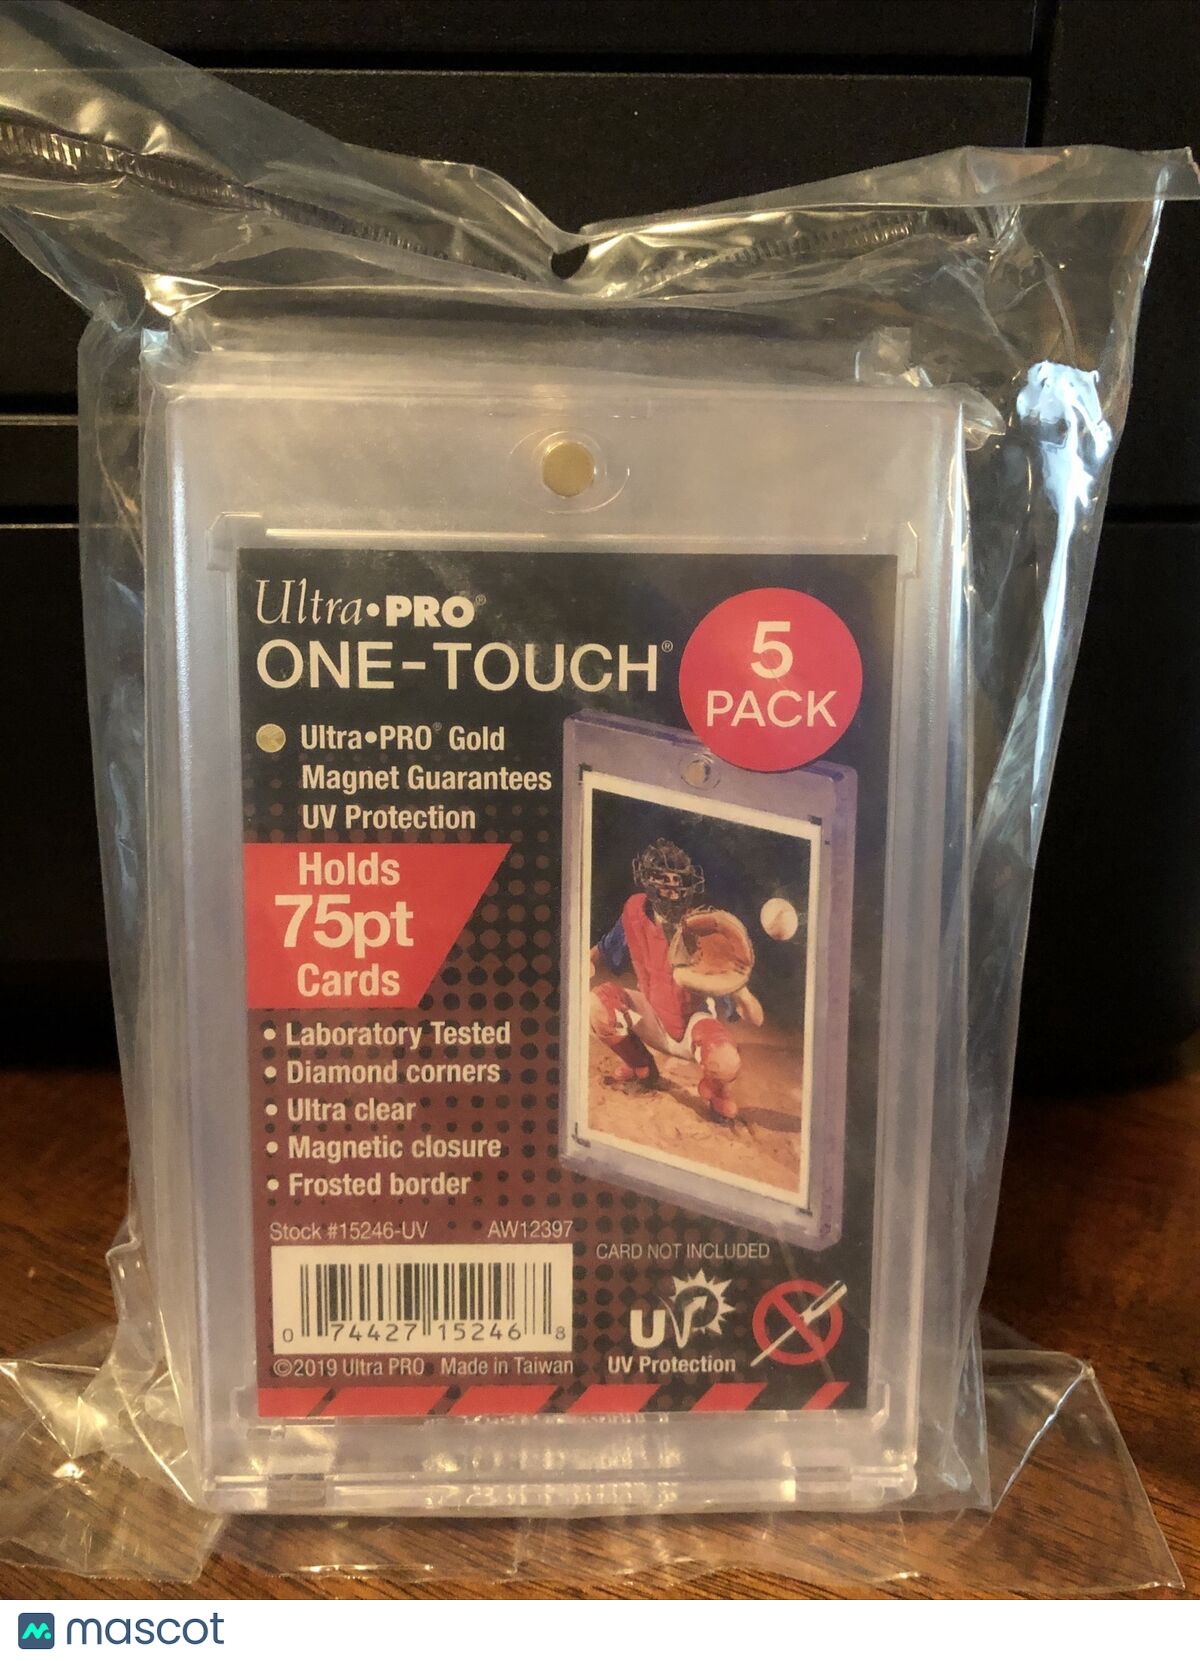 Ultra•PRO®
ONE-TOUCH®
5
PACK
Ultra•PRO® Gold
Magnet Guarantees
UV Protection
Holds
75pt
Cards
• Laboratory Tested
• Diamond corners
• Ultra clear
• Magnetic closure
• Frosted border
Stock #15246-UV AW12397
CARD NOT INCLUDED
0 74427 15246 8
UV
UV Protection
©2019 Ultra PRO Made in Taiwan
mascot